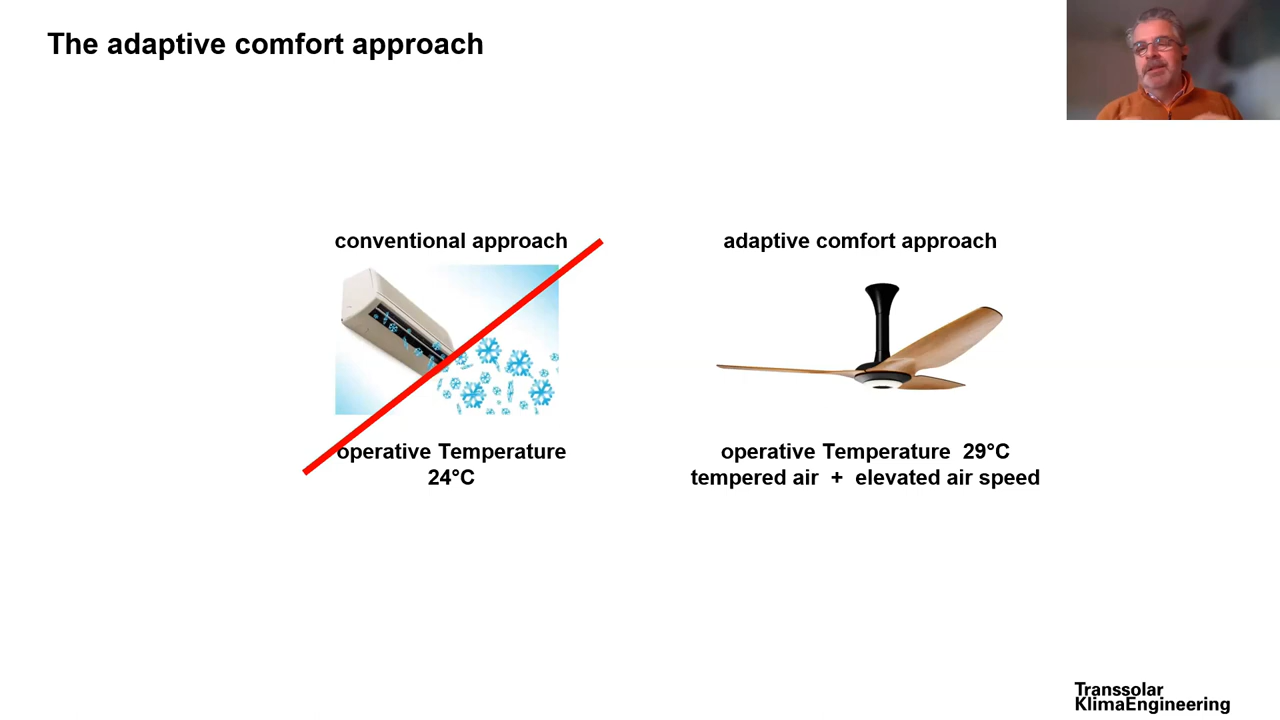 The adaptive comfort approach
conventional approach
operative Temperature
24°C
adaptive comfort approach
operative Temperature 29°C
tempered air + elevated air speed
Transsolar
KlimaEngineering